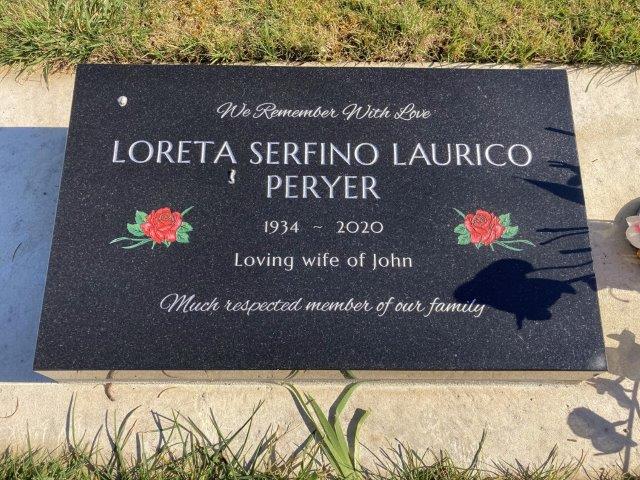 We Remember With Love
LORETA SERFINO LAURICO
PERYER
1934 ~ 2020
Loving wife of John
Much respected member of our family